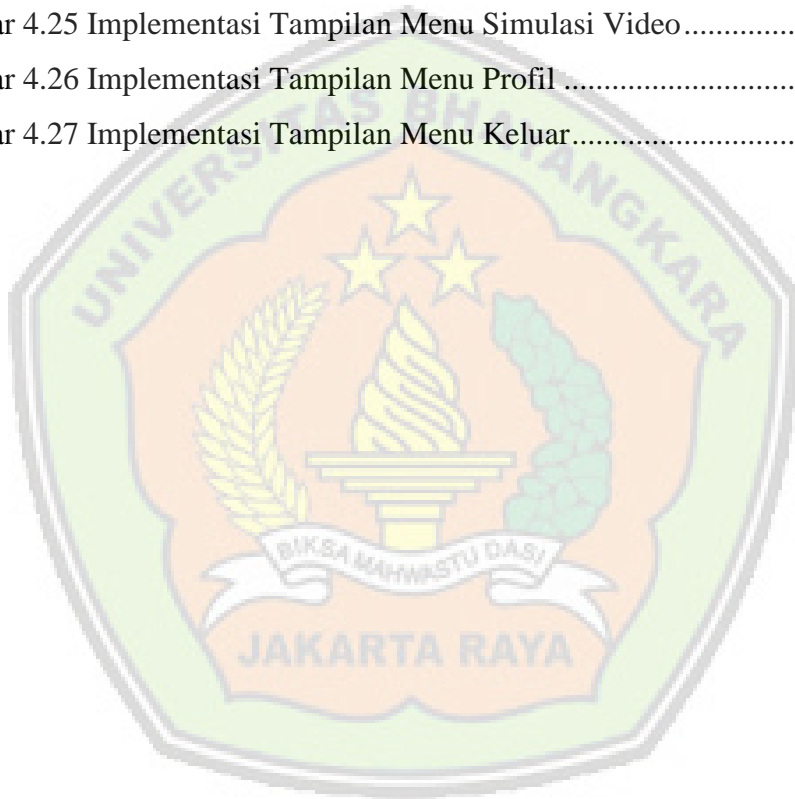 ar 4.25 Implementasi Tampilan Menu Simulasi Video..............
ar 4.26 Implementasi Tampilan Menu Profil ............................
ar 4.27 Implementasi Tampilan Menu Keluar...........................
UNIVERSITAS BHAYANGKARA
BIKSA MAHWASTU DASI
JAKARTA RAYA